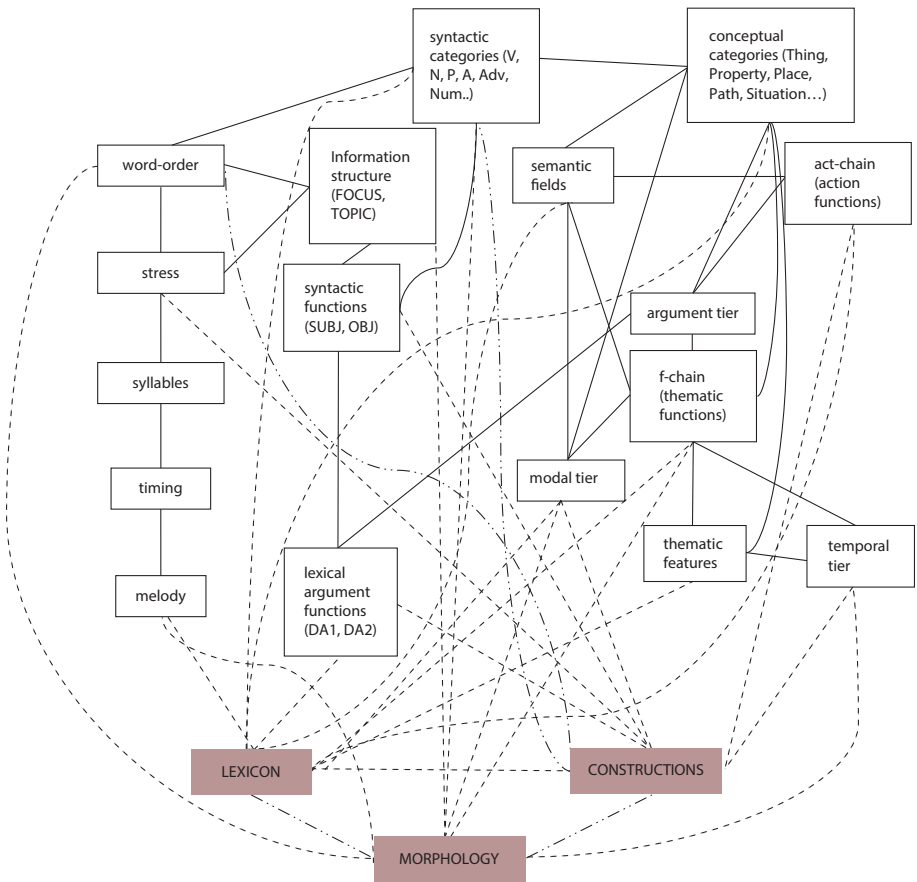 syntactic
categories (V,
N, P, A, Adv,
Num..)
conceptual
categories (Thing,
Property, Place,
Path, Situation...)
word-order
Information
structure
(FOCUS,
TOPIC)
semantic
fields
act-chain
(action
functions)
stress
syntactic
functions
(SUBJ, OBJ)
argument tier
syllables
f-chain
(thematic
functions)
timing
modal tier
melody
lexical
argument
functions
(DA1, DA2)
thematic
features
temporal
tier
LEXICON
CONSTRUCTIONS
MORPHOLOGY